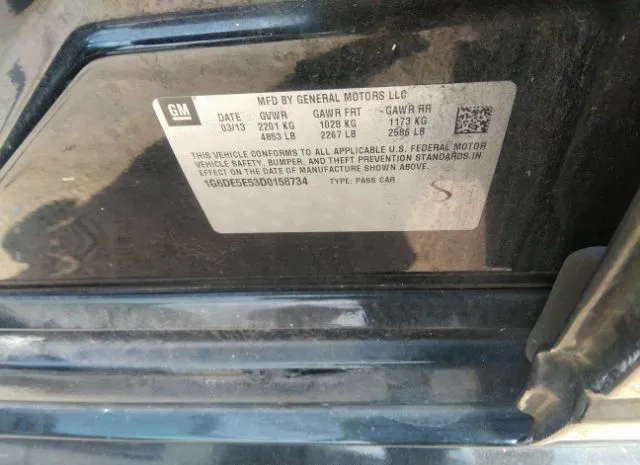 GM
MFD BY GENERAL MOTORS LLC
DATE GVWR GAWR FRT GAWR RR
03/13 2201 KG 1028 KG 1173 KG
4853 LB 2267 LB 2586 LB
THIS VEHICLE CONFORMS TO ALL APPLICABLE U.S. FEDERAL MOTOR
VEHICLE SAFETY, BUMPER, AND THEFT PREVENTION STANDARDS IN
EFFECT ON THE DATE OF MANUFACTURE SHOWN ABOVE.
1G6DE5E53D0158734 TYPE: PASS CAR